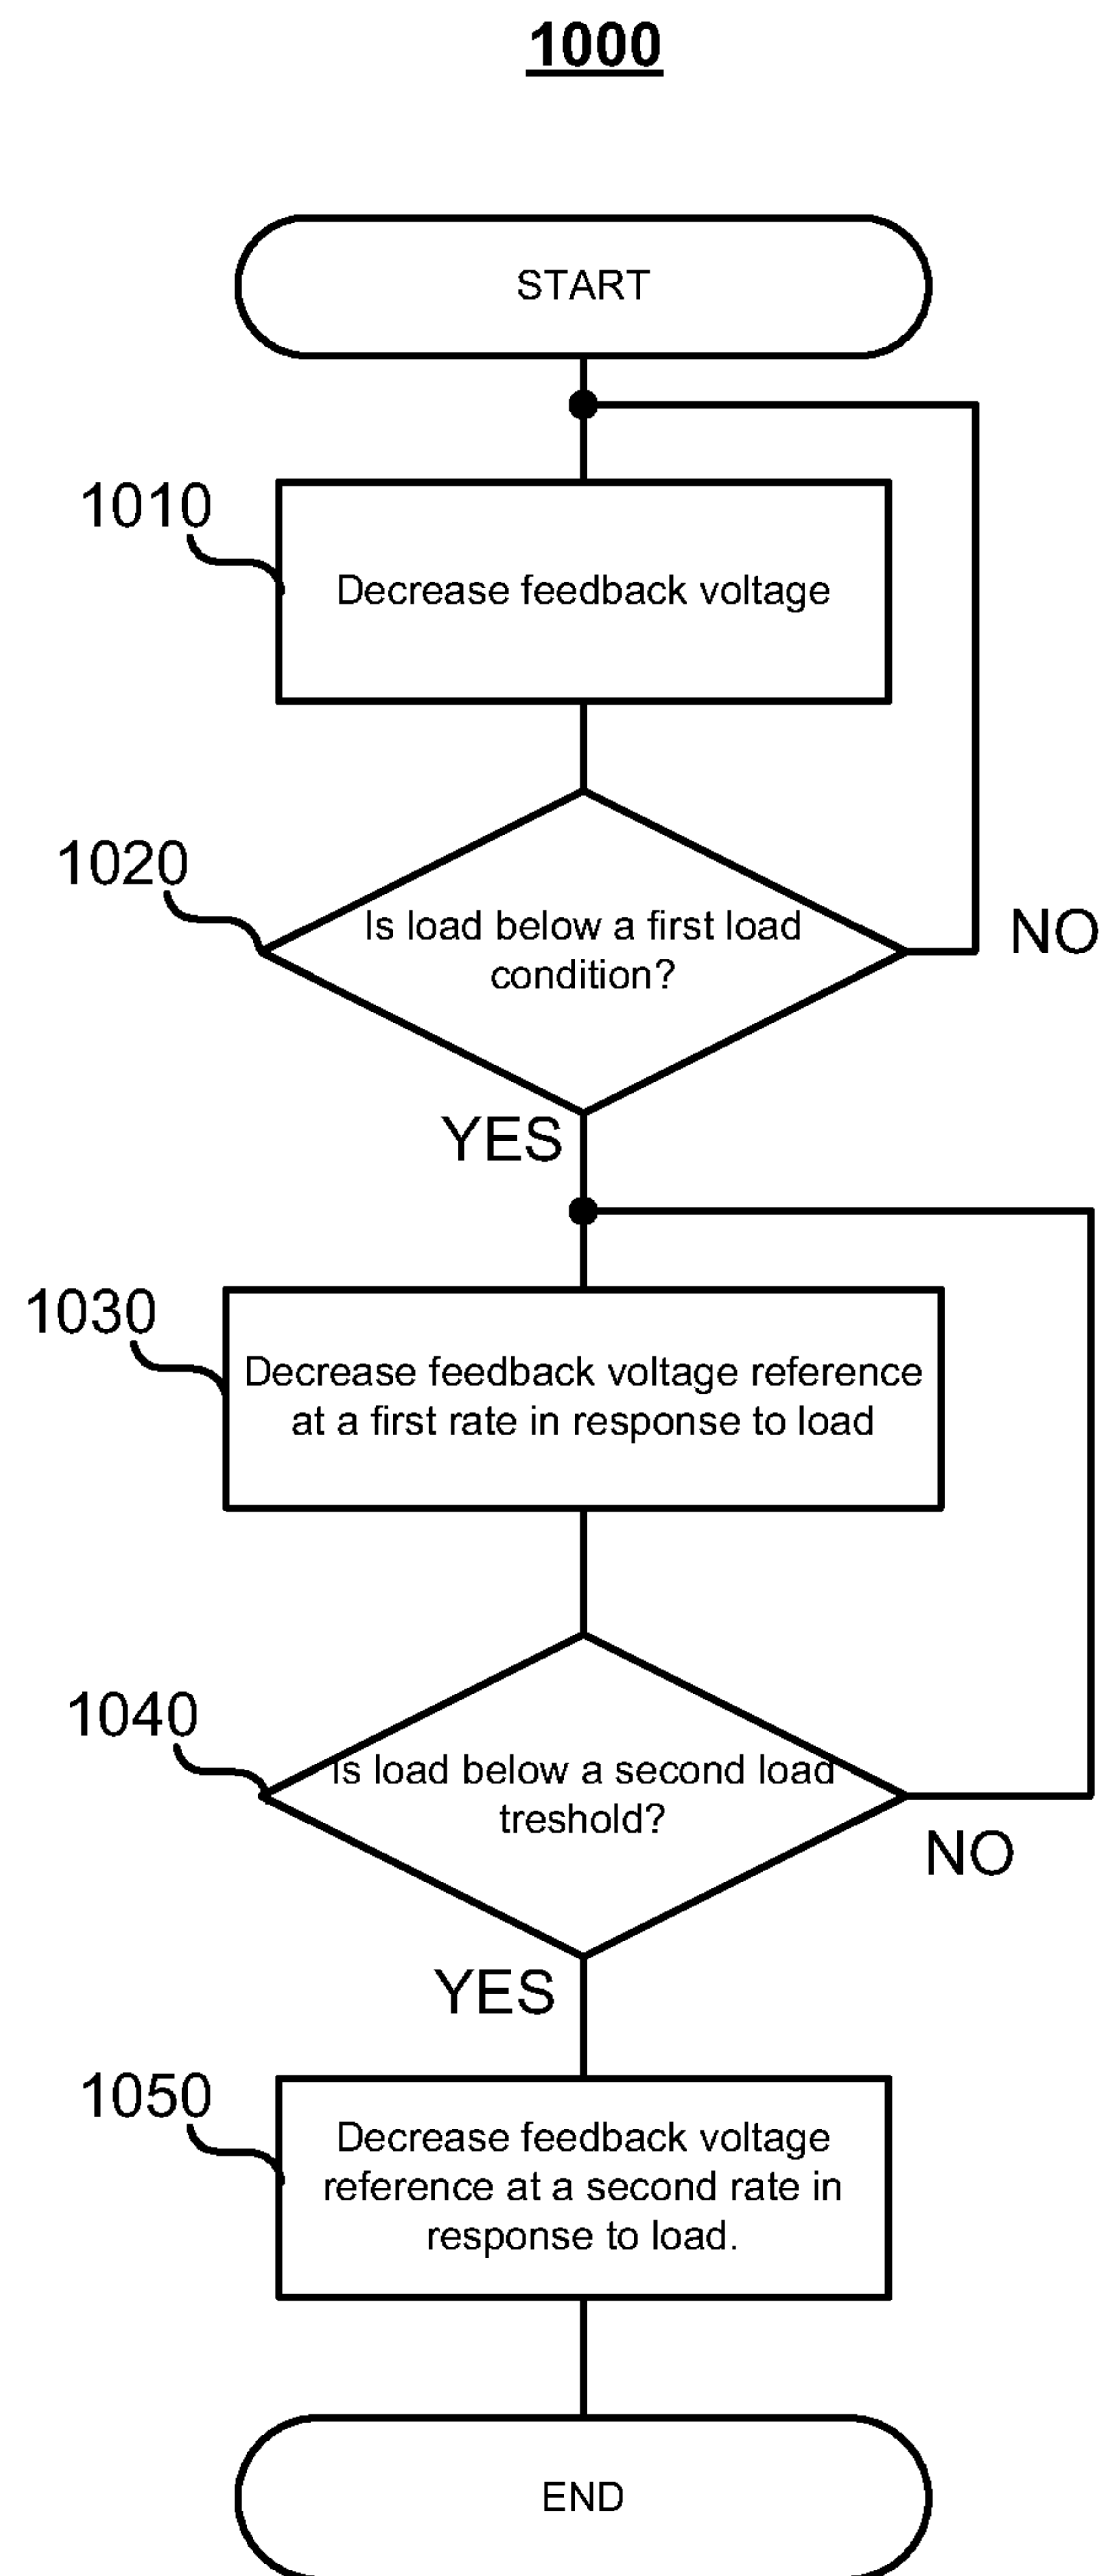 1000
START
1010
Decrease feedback voltage
1020
Is load below a first load
condition?
NO
YES
1030
Decrease feedback voltage reference
at a first rate in response to load
1040
Is load below a second load
treshold?
NO
YES
1050
Decrease feedback voltage
reference at a second rate in
response to load.
END